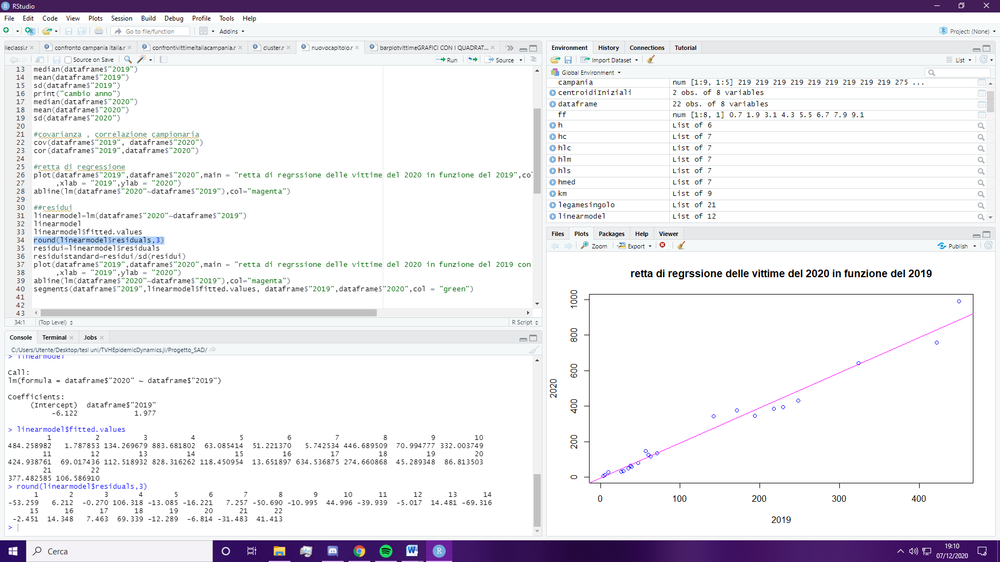 RStudio
File Edit Code View Plots Session Build Debug Profile Tools Help
Go to file/function Addins Project: (None)
lleclassi.r confronto campania italia.r confrontivittimeitaliacampania.r cluster.r nuovocapitolo.r barplotvittimeGRAFICI CON I QUADRAT...
Source on Save Run Source
13 median(dataframe$"2019")
14 mean(dataframe$"2019")
15 sd(dataframe$"2019")
16 print("cambio anno")
17 median(dataframe$"2020")
18 mean(dataframe$"2020")
19 sd(dataframe$"2020")
20
21 #covarianza , correlazione campionaria
22 cov(dataframe$"2019", dataframe$"2020")
23 cor(dataframe$"2019",dataframe$"2020")
24
25 #retta di regressione
26 plot(dataframe$"2019",dataframe$"2020",main = "retta di regrssione delle vittime del 2020 in funzione del 2019",col
27 ,xlab = "2019",ylab = "2020")
28 abline(lm(dataframe$"2020"~dataframe$"2019"),col="magenta")
29
30 ##residui
31 linearmodel=lm(dataframe$"2020"~dataframe$"2019")
32 linearmodel
33 linearmodel$fitted.values
34 round(linearmodel$residuals,3)
35 residui=linearmodel$residuals
36 residuistandard=residui/sd(residui)
37 plot(dataframe$"2019",dataframe$"2020",main = "retta di regrssione delle vittime del 2020 in funzione del 2019 con
38 ,xlab = "2019",ylab = "2020")
39 abline(lm(dataframe$"2020"~dataframe$"2019"),col="magenta")
40 segments(dataframe$"2019",linearmodel$fitted.values, dataframe$"2019",dataframe$"2020",col = "green")
41
42
43
34:1 (Top Level) R Script
Console Terminal Jobs
C:/Users/Utente/Desktop/tesi uni/TVHEpidemicDynamics.jl/Progetto_SAD/
> linearmodel
Call:
lm(formula = dataframe$"2020" ~ dataframe$"2019")
Coefficients:
(Intercept) dataframe$"2019"
-6.122 1.977
> linearmodel$fitted.values
1 2 3 4 5 6 7 8 9 10
484.258982 1.787853 134.269679 883.681802 63.085414 51.221370 5.742534 446.689509 70.994777 332.003749
11 12 13 14 15 16 17 18 19 20
424.938761 69.017436 112.518932 828.316262 118.450954 13.651897 634.536875 274.660868 45.289348 86.813503
21 22
377.482585 106.586910
> round(linearmodel$residuals,3)
1 2 3 4 5 6 7 8 9 10 11 12 13 14
-53.259 6.212 -0.270 106.318 -13.085 -16.221 7.257 -50.690 -10.995 44.996 -39.939 -5.017 14.481 -69.316
15 16 17 18 19 20 21 22
-2.451 14.348 7.463 69.339 -12.289 -6.814 -31.483 41.413
>
Environment History Connections Tutorial
Import Dataset List
Global Environment
campania num [1:9, 1:5] 219 219 219 219 219 219 219 219 219 275 ...
centroidiIniziali 2 obs. of 8 variables
dataframe 22 obs. of 8 variables
ff num [1:8, 1] 0.7 1.9 3.1 4.3 5.5 6.7 7.9 9.1
h List of 6
hc List of 7
hlc List of 7
hlm List of 7
hls List of 7
hmed List of 7
km List of 9
legamesingolo List of 21
linearmodel List of 12
Files Plots Packages Help Viewer
Zoom Export Publish
retta di regrssione delle vittime del 2020 in funzione del 2019
1000
800
600
400
200
0
2020
0 100 200 300 400
2019
Cerca
19:10
07/12/2020